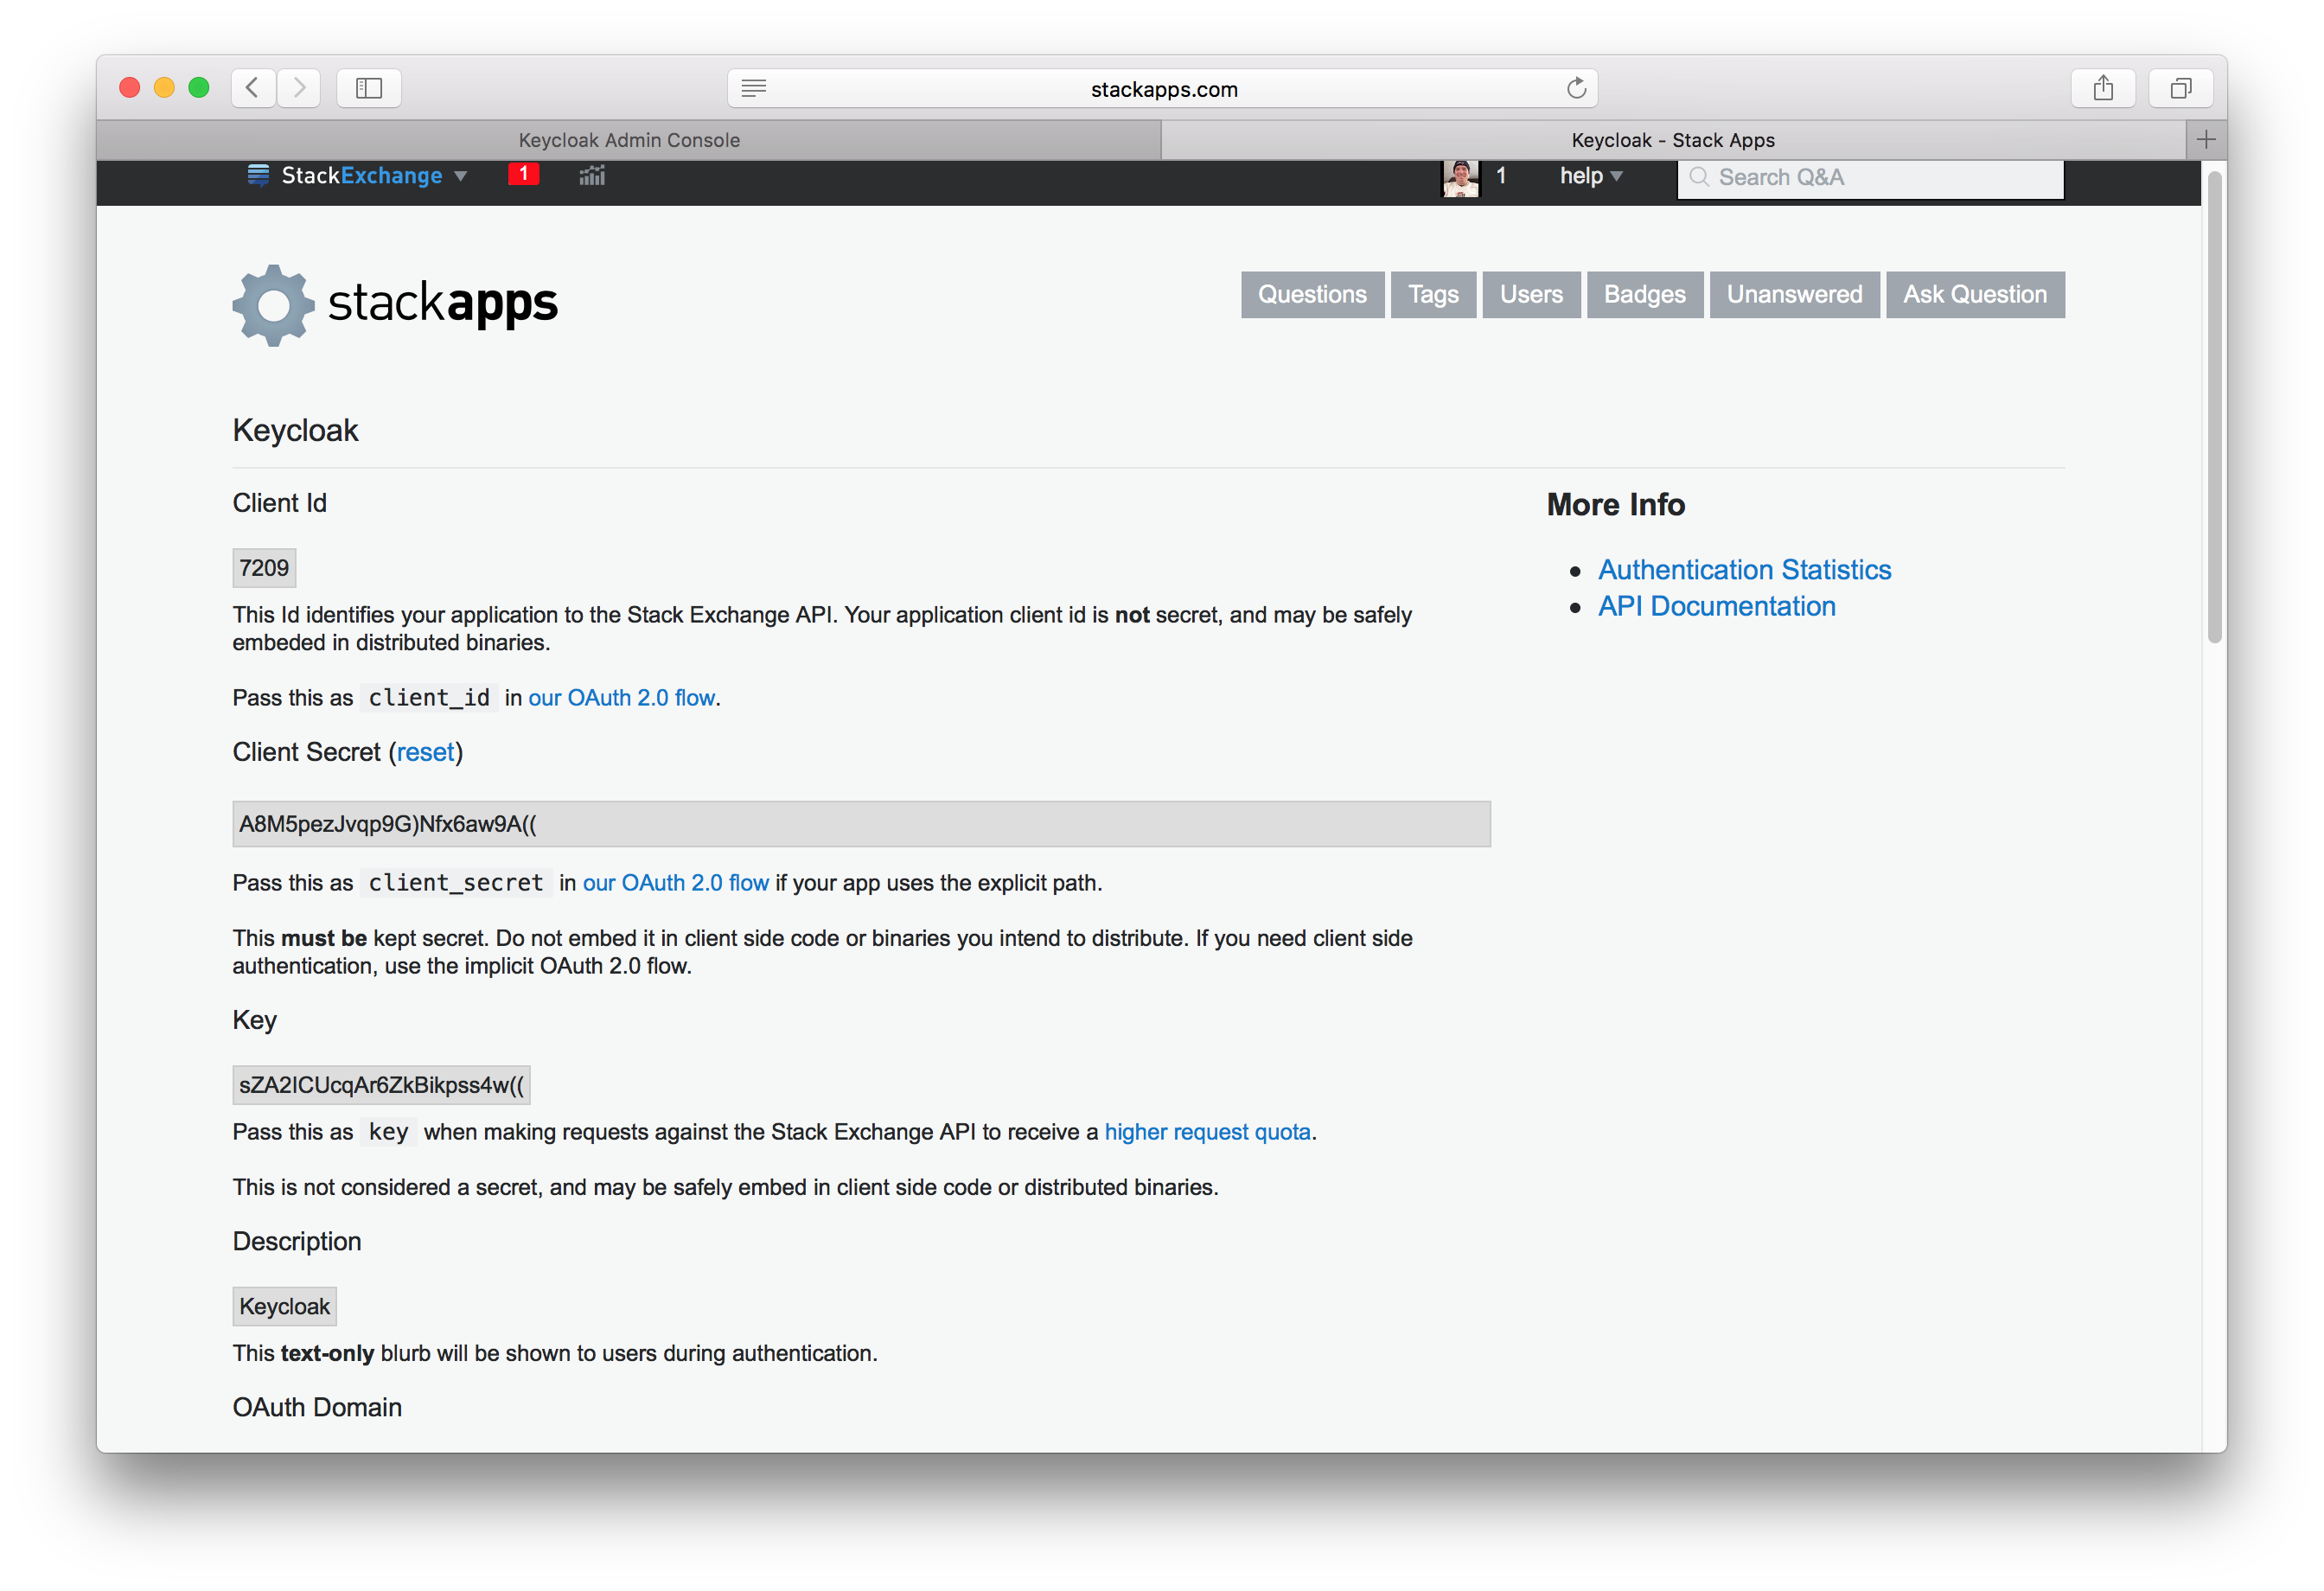 stackapps.com
Keycloak Admin Console
Keycloak - Stack Apps
StackExchange 1 1 help Search Q&A
stackapps
Questions Tags Users Badges Unanswered Ask Question
Keycloak
Client Id
7209
This Id identifies your application to the Stack Exchange API. Your application client id is not secret, and may be safely
embeded in distributed binaries.
Pass this as client_id in our OAuth 2.0 flow.
Client Secret (reset)
A8M5pezJvqp9G)Nfx6aw9A((
Pass this as client_secret in our OAuth 2.0 flow if your app uses the explicit path.
This must be kept secret. Do not embed it in client side code or binaries you intend to distribute. If you need client side
authentication, use the implicit OAuth 2.0 flow.
Key
sZA2ICUcqAr6ZkBikpss4w((
Pass this as key when making requests against the Stack Exchange API to receive a higher request quota.
This is not considered a secret, and may be safely embed in client side code or distributed binaries.
Description
Keycloak
This text-only blurb will be shown to users during authentication.
OAuth Domain
More Info
Authentication Statistics
API Documentation